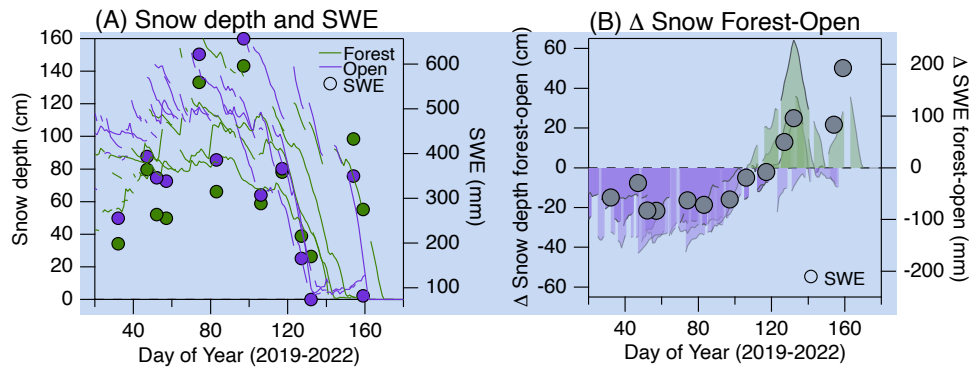 (A) Snow depth and SWE
160
140
120
100
80
60
40
20
0
Snow depth (cm)
Forest
Open
SWE
600
500
400
300
200
100
SWE (mm)
40 80 120 160
Day of Year (2019-2022)
(B) Δ Snow Forest-Open
60
40
20
0
-20
-40
-60
Δ Snow depth forest-open (cm)
200
100
0
-100
-200
Δ SWE forest-open (mm)
SWE
40 80 120 160
Day of Year (2019-2022)